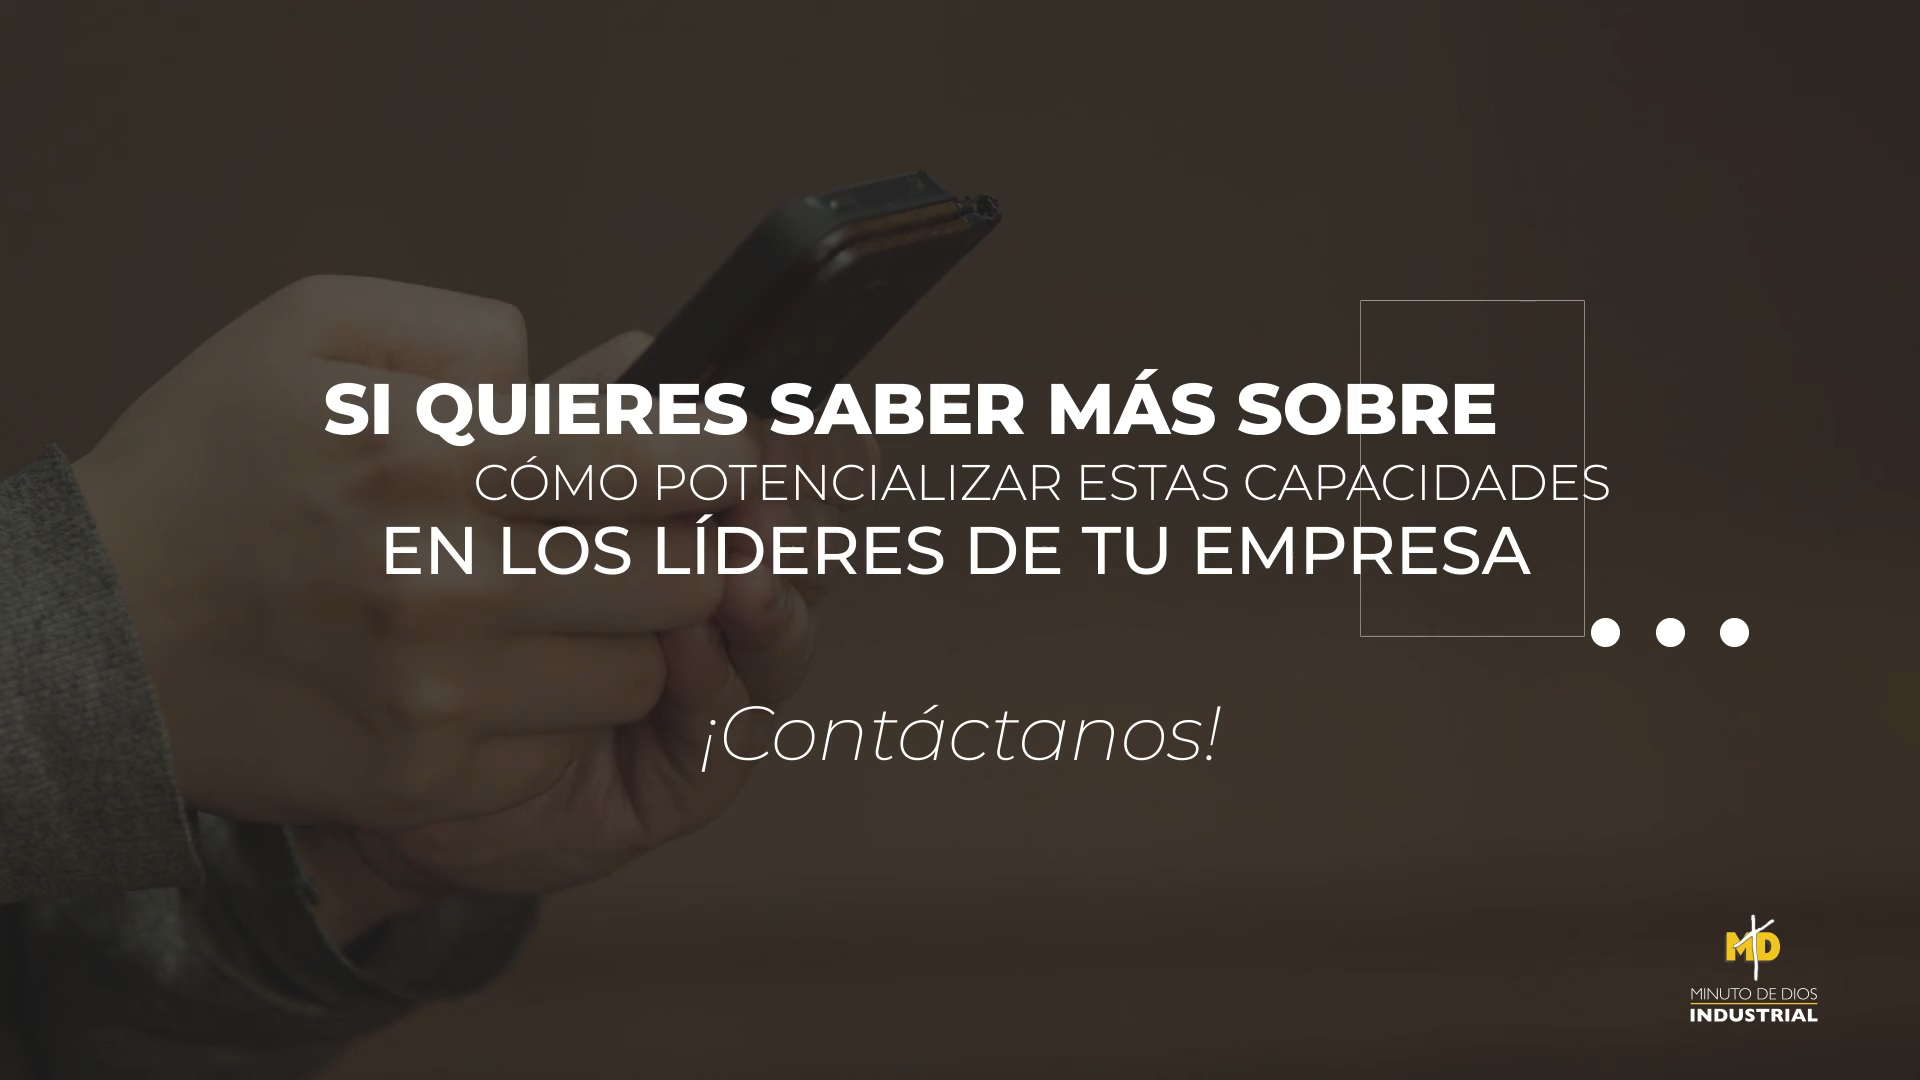 SI QUIERES SABER MÁS SOBRE
CÓMO POTENCIALIZAR ESTAS CAPACIDADES
EN LOS LÍDERES DE TU EMPRESA
¡Contáctanos!
MD
MINUTO DE DIOS
INDUSTRIAL